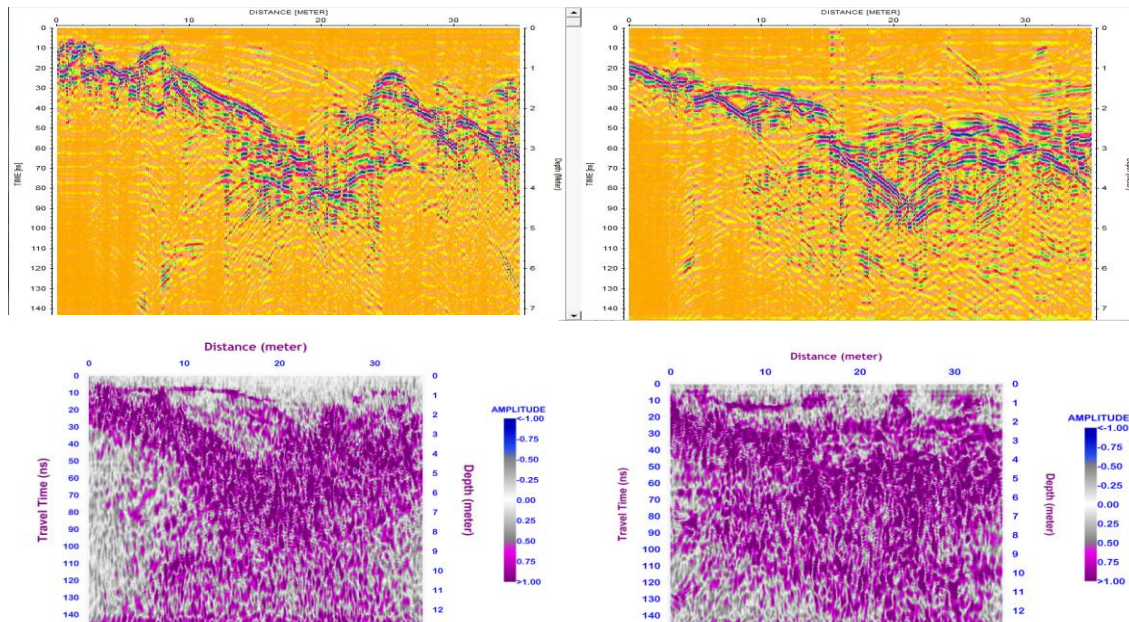 DISTANCE [METER]
0 10 20 30
0 10 20 30 40 50 60 70 80 90 100 110 120 130 140
TIME [ns]
0 1 2 3 4 5 6 7
Depth (Meter)
DISTANCE [METER]
0 10 20 30
0 10 20 30 40 50 60 70 80 90 100 110 120 130 140
TIME [ns]
0 1 2 3 4 5 6 7
Distance (meter)
0 10 20 30
0 10 20 30 40 50 60 70 80 90 100 110 120 130 140
Travel Time (ns)
0 1 2 3 4 5 6 7 8 9 10 11 12
Depth (meter)
AMPLITUDE
<-1.00
-0.75
-0.50
-0.25
0.00
0.25
0.50
0.75
>1.00
Distance (meter)
0 10 20 30
0 10 20 30 40 50 60 70 80 90 100 110 120 130 140
Travel Time (ns)
0 1 2 3 4 5 6 7 8 9 10 11 12
Depth (meter)
AMPLITUDE
<-1.00
-0.75
-0.50
-0.25
0.00
0.25
0.50
0.75
>1.00